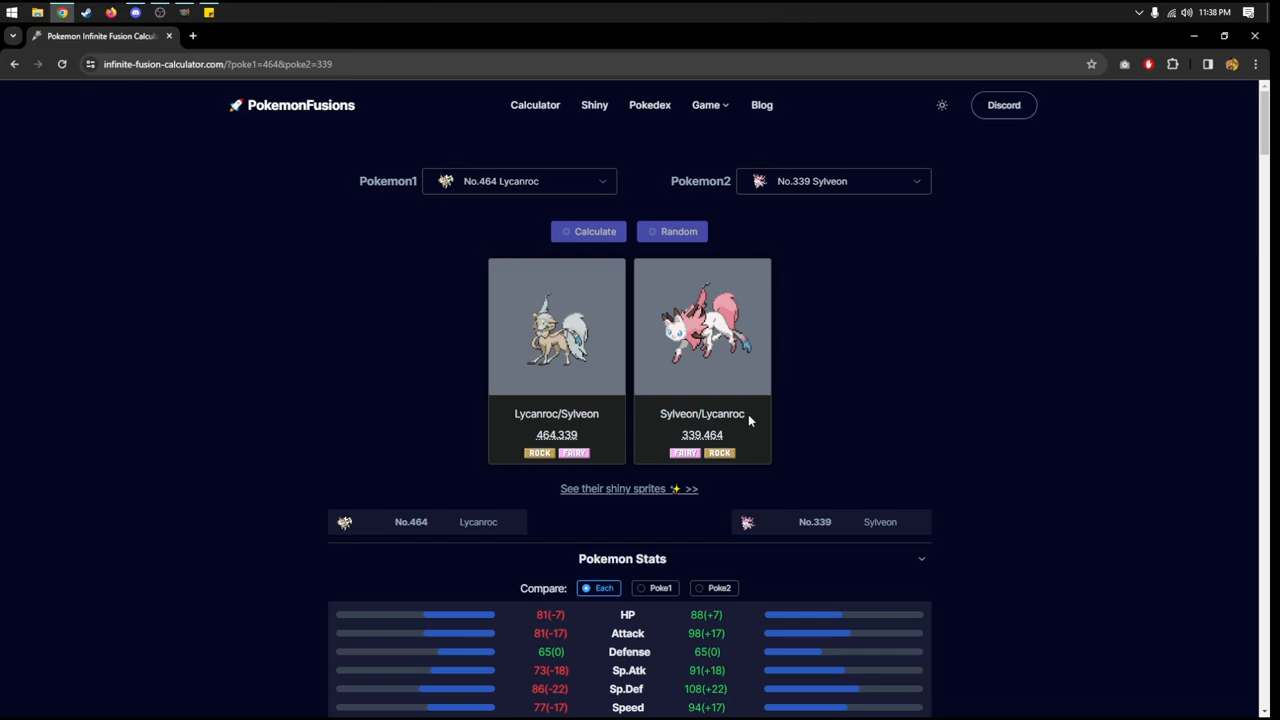 11:38 PM
Pokemon Infinite Fusion Calcul
infinite-fusion-calculator.com/?poke1=464&poke2=339
PokemonFusions
Calculator Shiny Pokedex Game Blog
Discord
Pokemon1 No.464 Lycanroc
Pokemon2 No.339 Sylveon
Calculate Random
Lycanroc/Sylveon
464.339
ROCK FAIRY
Sylveon/Lycanroc
339.464
FAIRY ROCK
See their shiny sprites ✨ >>
No.464 Lycanroc
No.339 Sylveon
Pokemon Stats
Compare: Each Poke1 Poke2
81(-7) HP 88(+7)
81(-17) Attack 98(+17)
65(0) Defense 65(0)
73(-18) Sp.Atk 91(+18)
86(-22) Sp.Def 108(+22)
77(-17) Speed 94(+17)